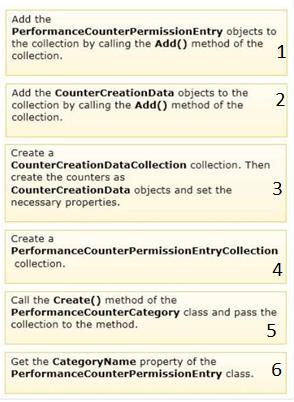 Add the
PerformanceCounterPermissionEntry objects to
the collection by calling the Add() method of the
collection.
1
Add the CounterCreationData objects to the
collection by calling the Add() method of the
collection.
2
Create a
CounterCreationDataCollection collection. Then
create the counters as
CounterCreationData objects and set the
necessary properties.
3
Create a
PerformanceCounterPermissionEntryCollection
collection.
4
Call the Create() method of the
PerformanceCounterCategory class and pass the
collection to the method.
5
Get the CategoryName property of the
PerformanceCounterPermissionEntry class.
6